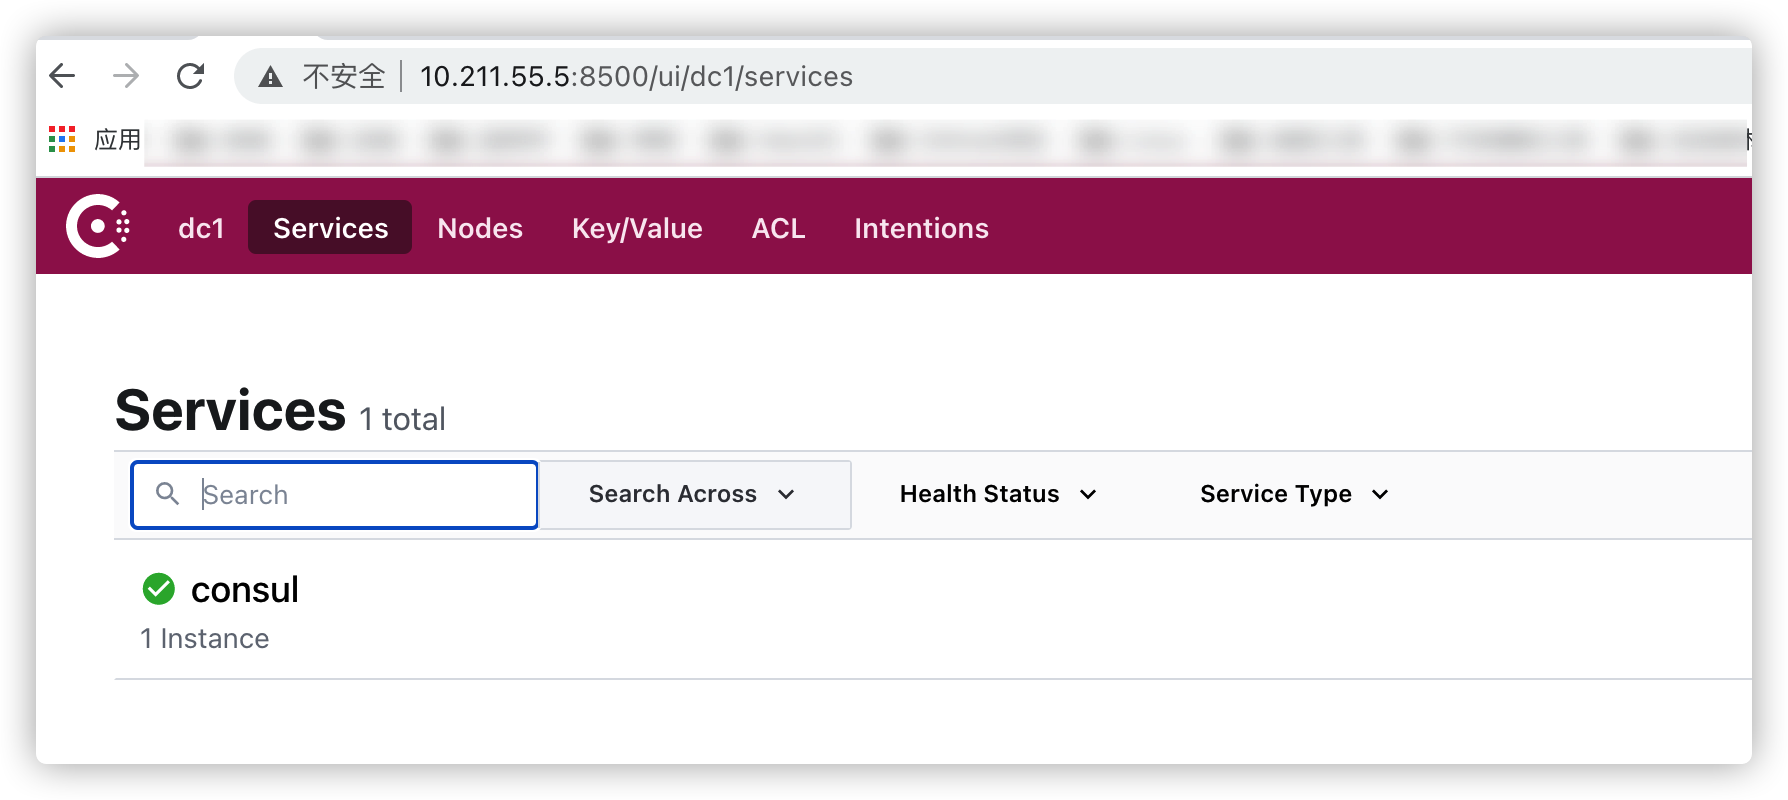 不安全 10.211.55.5:8500/ui/dc1/services
应用
dc1 Services Nodes Key/Value ACL Intentions
Services 1 total
Search Search Across Health Status Service Type
consul
1 Instance